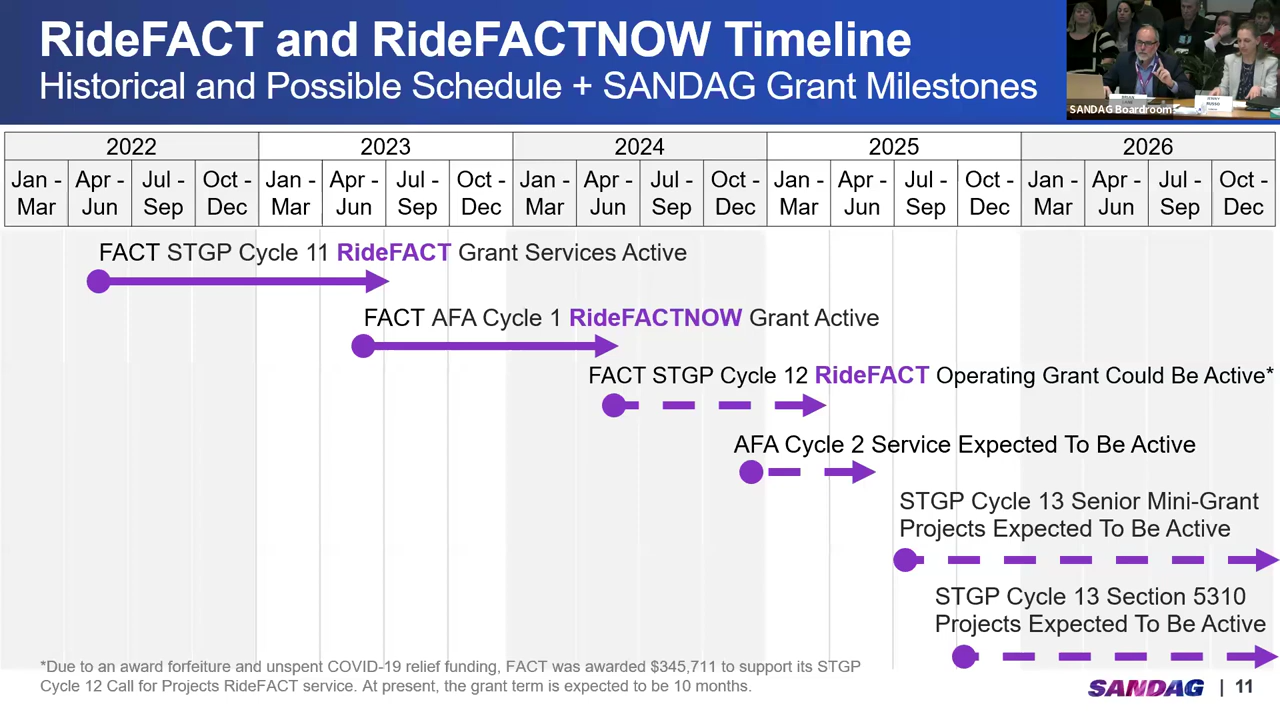 RideFACT and RideFACTNOW Timeline
Historical and Possible Schedule + SANDAG Grant Milestones
SANDAG Boardroom
2022 2023 2024 2025 2026
Jan - Apr - Jul - Oct - Jan - Apr - Jul - Oct - Jan - Apr - Jul - Oct - Jan - Apr - Jul - Oct - Jan - Apr - Jul - Oct -
Mar Jun Sep Dec Mar Jun Sep Dec Mar Jun Sep Dec Mar Jun Sep Dec Mar Jun Sep Dec
FACT STGP Cycle 11 RideFACT Grant Services Active
FACT AFA Cycle 1 RideFACTNOW Grant Active
FACT STGP Cycle 12 RideFACT Operating Grant Could Be Active*
AFA Cycle 2 Service Expected To Be Active
STGP Cycle 13 Senior Mini-Grant
Projects Expected To Be Active
STGP Cycle 13 Section 5310
Projects Expected To Be Active
*Due to an award forfeiture and unspent COVID-19 relief funding, FACT was awarded $345,711 to support its STGP
Cycle 12 Call for Projects RideFACT service. At present, the grant term is expected to be 10 months.
SANDAG | 11